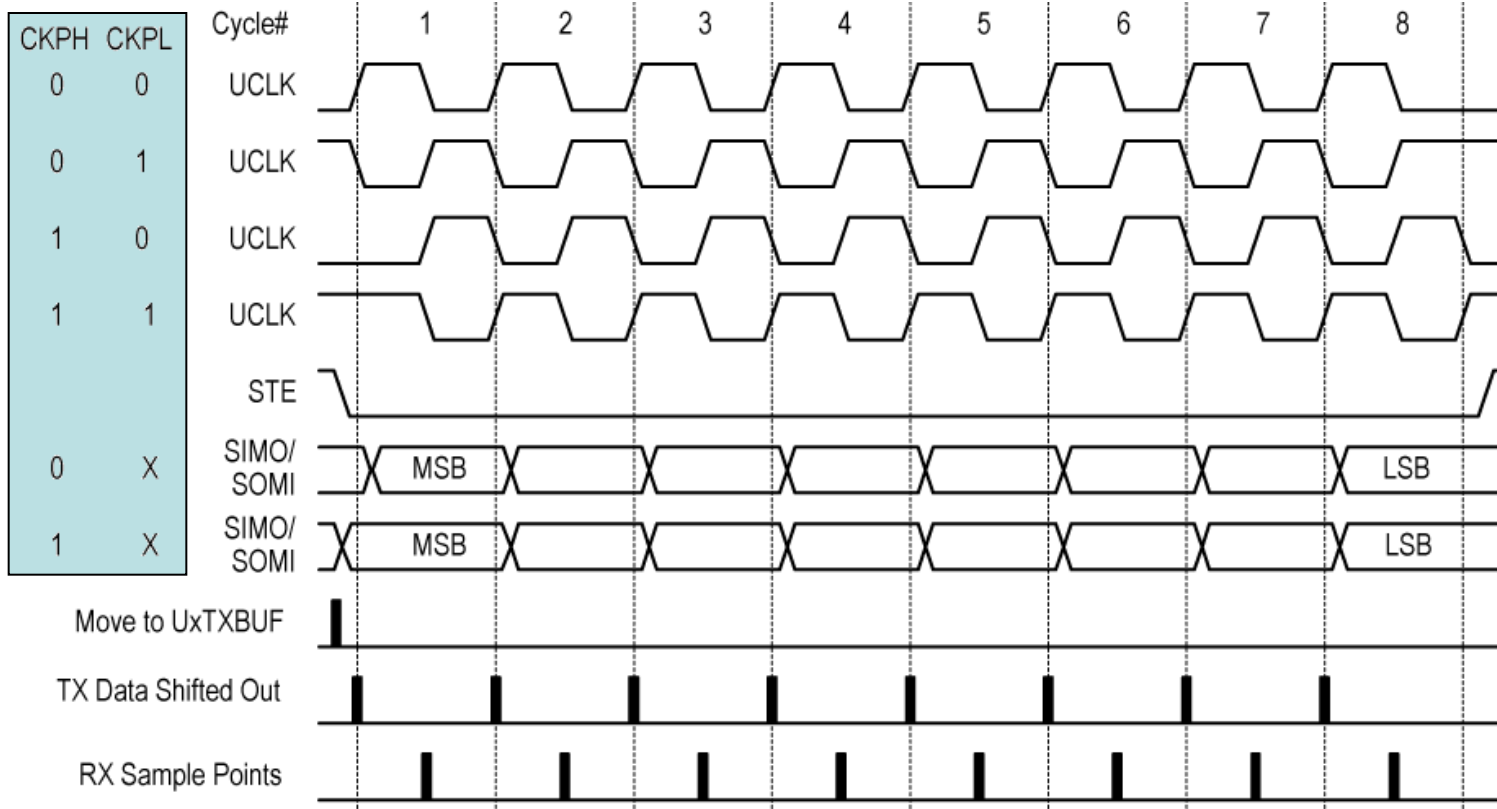 CKPH CKPL Cycle# 1 2 3 4 5 6 7 8
0 0 UCLK
0 1 UCLK
1 0 UCLK
1 1 UCLK
STE
0 X SIMO/
SOMI MSB LSB
1 X SIMO/
SOMI MSB LSB
Move to UxTXBUF
TX Data Shifted Out
RX Sample Points